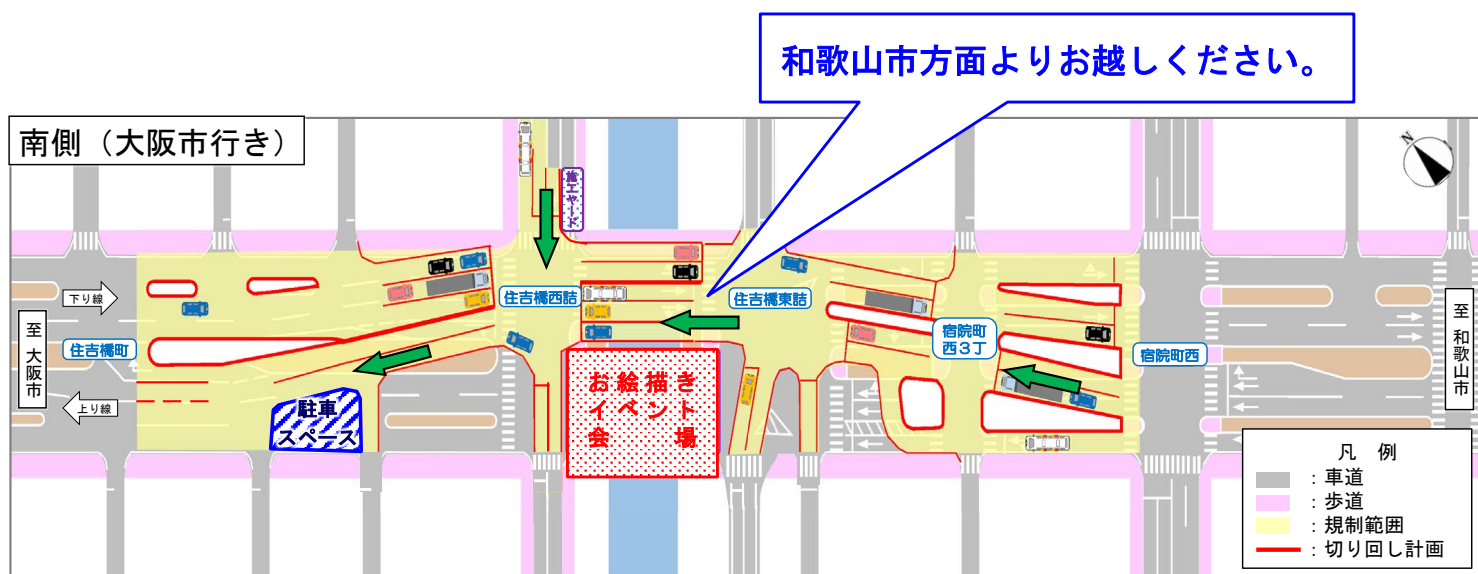 和歌山市方面よりお越しください。
南側（大阪市行き）
N
施工ヤード
下り線
住吉橋西詰
住吉橋東詰
至 大阪市
住吉橋町
宿院町
西３丁
宿院町西
至 和歌山市
上り線
駐車
スペース
お絵描き
イベント
会場
凡 例
：車道
：歩道
：規制範囲
：切り回し計画